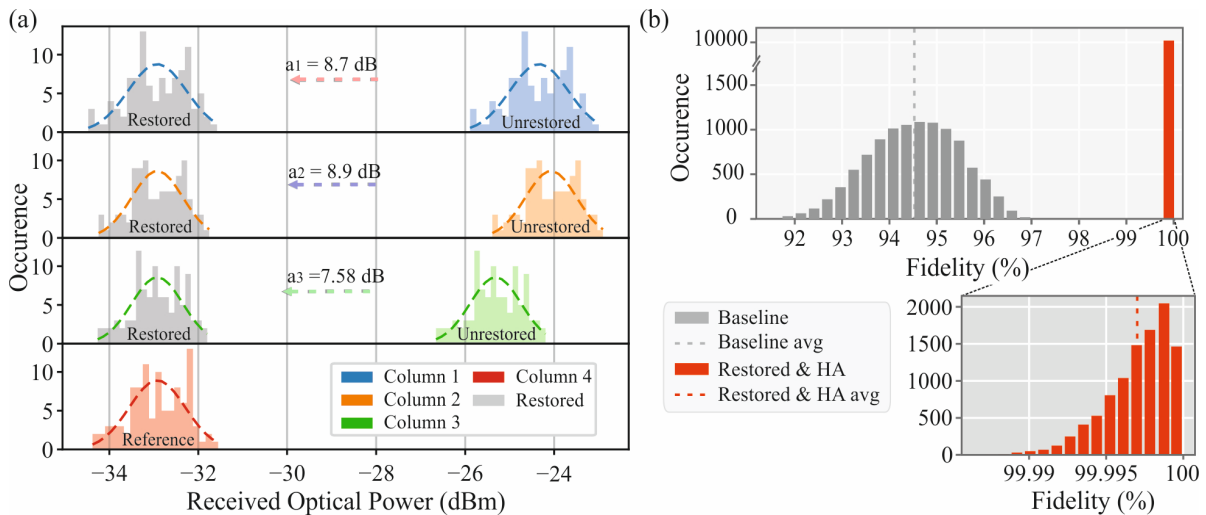 (a)
Occurence
10
5
0
a1 = 8.7 dB
Restored
Unrestored
10
5
0
a2 = 8.9 dB
Restored
Unrestored
10
5
0
a3 =7.58 dB
Restored
Unrestored
10
5
0
Reference
Column 1
Column 2
Column 3
Column 4
Restored
−34 −32 −30 −28 −26 −24
Received Optical Power (dBm)
(b)
Occurence
10000
1500
1000
500
0
92 93 94 95 96 97 98 99 100
Fidelity (%)
Baseline
Baseline avg
Restored & HA
Restored & HA avg
2000
1500
1000
500
0
99.99 99.995 100
Fidelity (%)